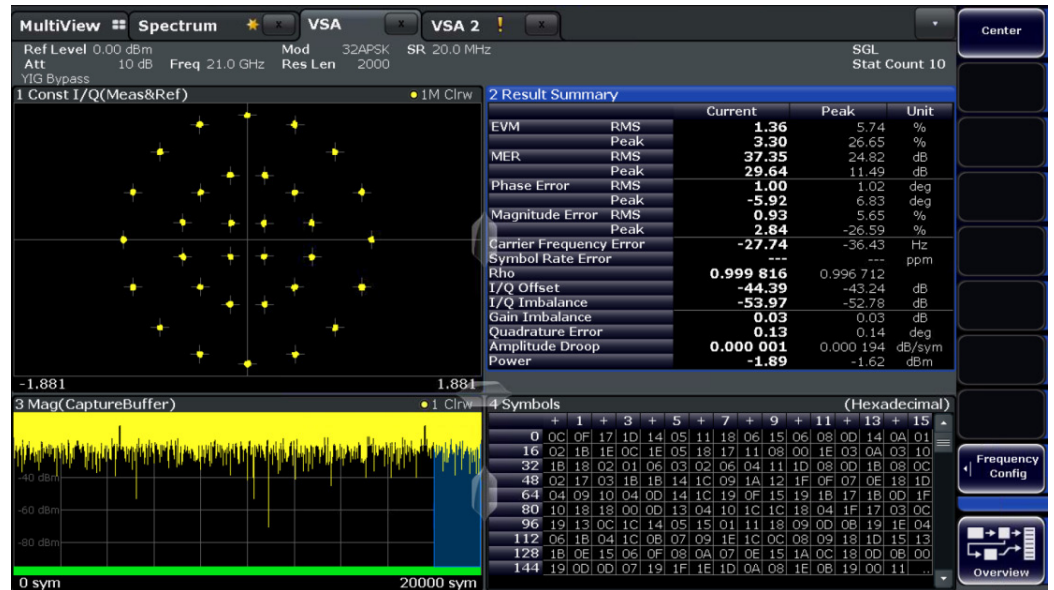 MultiView Spectrum x VSA x VSA 2 ! x
Ref Level 0.00 dBm Mod 32APSK SR 20.0 MHz SGL
Att 10 dB Freq 21.0 GHz Res Len 2000 Stat Count 10
YIG Bypass
1 Const I/Q(Meas&Ref) 1M Clrw
-1.881 1.881
2 Result Summary
Current Peak Unit
EVM RMS 1.36 5.74 %
Peak 3.30 26.65 %
MER RMS 37.35 24.82 dB
Peak 29.64 11.49 dB
Phase Error RMS 1.00 1.02 deg
Peak -5.92 6.83 deg
Magnitude Error RMS 0.93 5.65 %
Peak 2.84 -26.59 %
Carrier Frequency Error -27.74 -36.43 Hz
Symbol Rate Error --- --- ppm
Rho 0.999 816 0.996 712
I/Q Offset -44.39 -43.24 dB
I/Q Imbalance -53.97 -52.78 dB
Gain Imbalance 0.03 0.03 dB
Quadrature Error 0.13 0.14 deg
Amplitude Droop 0.000 001 0.000 194 dB/sym
Power -1.89 -1.62 dBm
3 Mag(CaptureBuffer) 1 Clrw
-40 dBm
-60 dBm
-80 dBm
0 sym 20000 sym
4 Symbols (Hexadecimal)
+ 1 + 3 + 5 + 7 + 9 + 11 + 13 + 15
0 0C 0F 17 1D 14 05 11 18 06 15 06 08 0D 14 0A 01
16 02 1B 1E 0C 1E 05 18 17 11 08 00 1E 03 0A 03 10
32 1B 18 02 01 06 03 02 06 04 11 1D 08 0D 1B 08 0C
48 02 17 03 1B 1B 14 1C 09 1A 12 1F 0F 07 0E 18 1D
64 04 09 10 04 0D 14 1C 19 0F 15 19 1B 17 1B 0D 1F
80 10 18 18 00 0D 13 04 10 1C 1C 18 04 1F 17 03 0C
96 19 13 0C 1C 14 05 15 01 11 18 09 0D 0B 19 1E 04
112 06 1B 04 1C 0B 07 09 1E 1C 0C 08 09 18 1D 15 13
128 1B 0E 15 06 0F 08 0A 07 0E 15 1A 0C 18 0D 0B 00
144 19 0D 0D 07 19 1F 1E 1D 0A 08 1E 0B 19 00 11 ..
Center
Frequency
Config
Overview